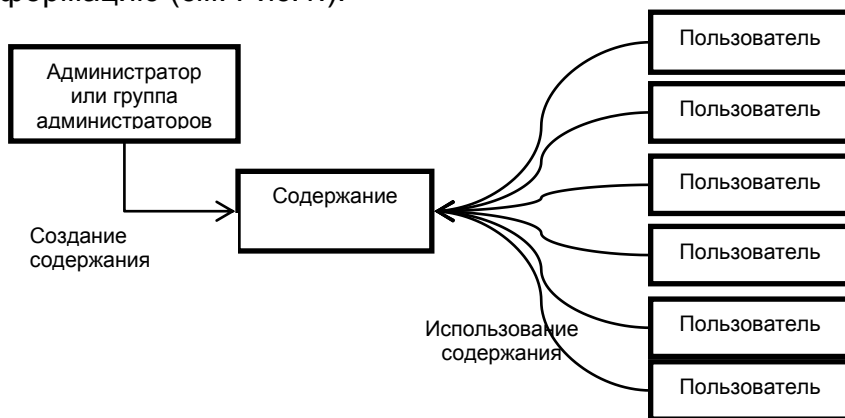 Пользователь
Администратор
или группа
администраторов
Пользователь
Пользователь
Содержание
Создание
содержания
Пользователь
Использование
содержания
Пользователь
Пользователь